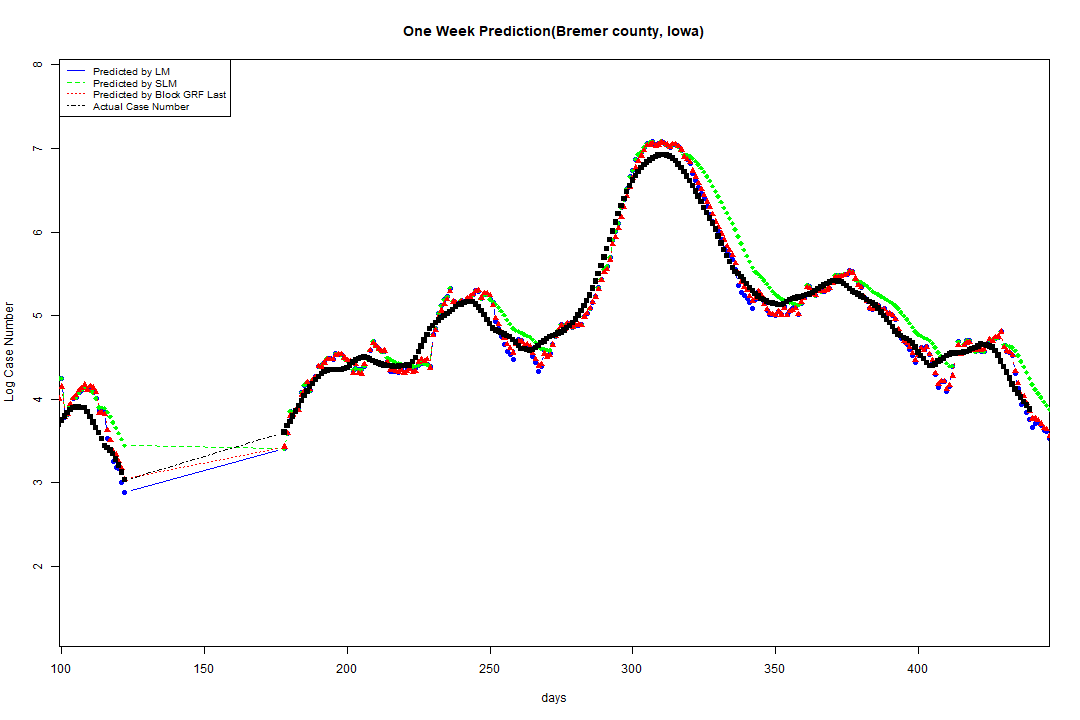 One Week Prediction(Bremer county, Iowa)
Predicted by LM
Predicted by SLM
Predicted by Block GRF Last
Actual Case Number
8
7
6
5
4
3
2
Log Case Number
100 150 200 250 300 350 400
days